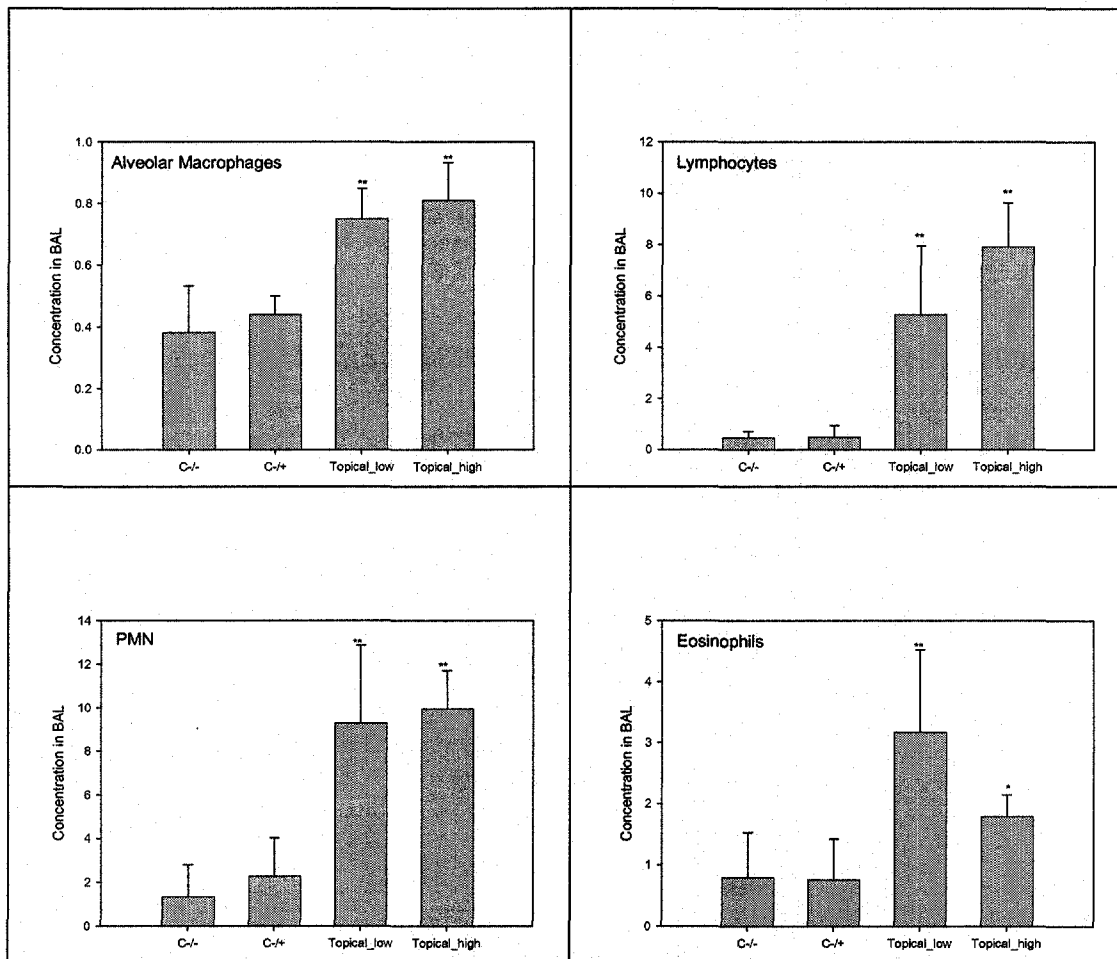 Alveolar Macrophages
Concentration in BAL
1.0
0.8
0.6
0.4
0.2
0.0
**
**
C-/-
C-/+
Topical_low
Topical_high
Lymphocytes
Concentration in BAL
12
10
8
6
4
2
0
**
**
C-/-
C-/+
Topical_low
Topical_high
PMN
Concentration in BAL
14
12
10
8
6
4
2
0
**
**
C-/-
C-/+
Topical_low
Topical_high
Eosinophils
Concentration in BAL
5
4
3
2
1
0
**
*
C-/-
C-/+
Topical_low
Topical_high